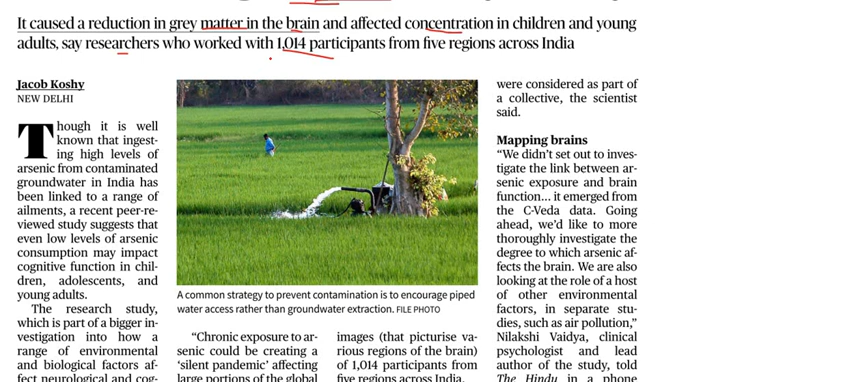 It caused a reduction in grey matter in the brain and affected concentration in children and young
adults, say researchers who worked with 1,014 participants from five regions across India
Jacob Koshy
NEW DELHI
Though it is well
known that ingest-
ing high levels of
arsenic from contaminated
groundwater in India has
been linked to a range of
ailments, a recent peer-re-
viewed study suggests that
even low levels of arsenic
consumption may impact
cognitive function in chil-
dren, adolescents, and
young adults.
The research study,
which is part of a bigger in-
vestigation into how a
range of environmental
and biological factors af-
fect neurological and cog-
A common strategy to prevent contamination is to encourage piped
water access rather than groundwater extraction. FILE PHOTO
“Chronic exposure to ar-
senic could be creating a
‘silent pandemic’ affecting
large portions of the global
images (that picturise va-
rious regions of the brain)
of 1,014 participants from
five regions across India.
were considered as part of
a collective, the scientist
said.
Mapping brains
“We didn’t set out to inves-
tigate the link between ar-
senic exposure and brain
function... it emerged from
the C-Veda data. Going
ahead, we’d like to more
thoroughly investigate the
degree to which arsenic af-
fects the brain. We are also
looking at the role of a host
of other environmental
factors, in separate stu-
dies, such as air pollution,”
Nilakshi Vaidya, clinical
psychologist and lead
author of the study, told
The Hindu in a phone